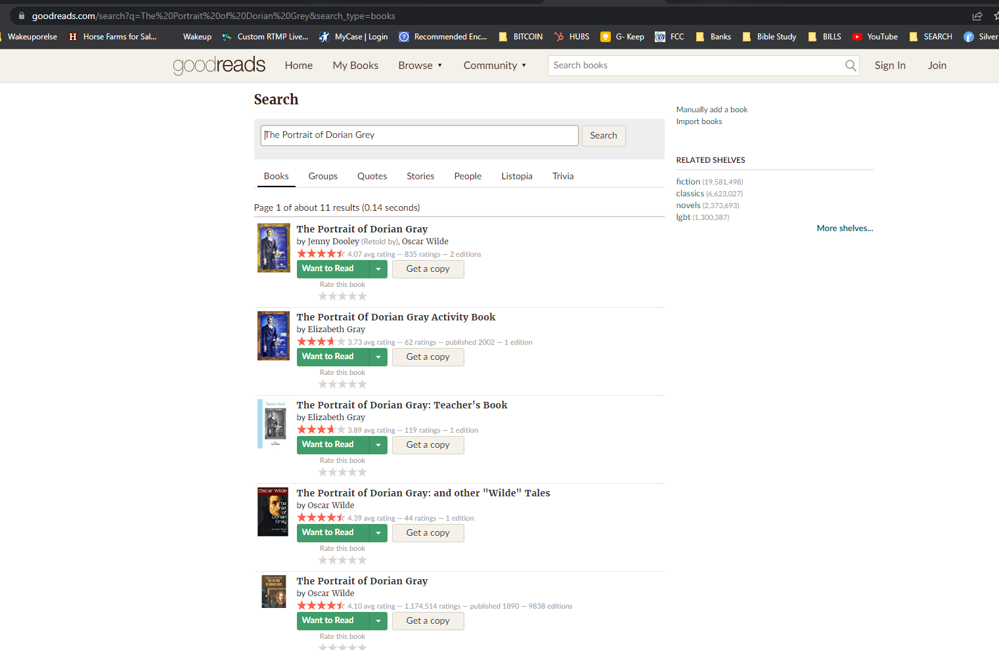 goodreads.com/search?q=The%20Portrait%20of%20Dorian%20Grey&search_type=books
Wakeuporelse H Horse Farms for Sal... Wakeup Custom RTMP Live... MyCase | Login Recommended Enc... BITCOIN HUBS G- Keep FCC Banks Bible Study BILLS YouTube SEARCH Silver
goodreads Home My Books Browse ▼ Community ▼ Search books Sign In Join
Search
Manually add a book
Import books
The Portrait of Dorian Grey Search
RELATED SHELVES
fiction (19,581,498)
classics (6,623,027)
novels (2,373,693)
lgbt (1,300,387)
More shelves...
Books Groups Quotes Stories People Listopia Trivia
Page 1 of about 11 results (0.14 seconds)
The Portrait of Dorian Gray
by Jenny Dooley (Retold by), Oscar Wilde
4.07 avg rating — 835 ratings — 2 editions
Want to Read Get a copy
Rate this book
The Portrait Of Dorian Gray Activity Book
by Elizabeth Gray
3.73 avg rating — 62 ratings — published 2002 — 1 edition
Want to Read Get a copy
Rate this book
Teacher's Book
The Portrait of Dorian Gray: Teacher's Book
by Elizabeth Gray
3.89 avg rating — 119 ratings — 1 edition
Want to Read Get a copy
Rate this book
Oscar Wilde
The
Portrait
of
Dorian
Gray
The Portrait of Dorian Gray: and other "Wilde" Tales
by Oscar Wilde
4.39 avg rating — 44 ratings — 1 edition
Want to Read Get a copy
Rate this book
OSCAR WILDE
THE PORTRAIT
OF DORIAN GRAY
The Portrait of Dorian Gray
by Oscar Wilde
4.10 avg rating — 1,174,514 ratings — published 1890 — 9838 editions
Want to Read Get a copy
Rate this book